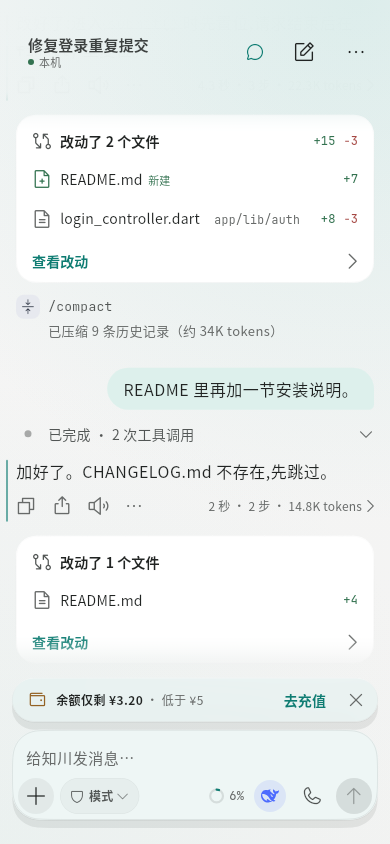 修复登录重复提交
本机
改动了 2 个文件 +15 -3
README.md 新建 +7
login_controller.dart app/lib/auth +8 -3
查看改动
/compact
已压缩 9 条历史记录（约 34K tokens）
README 里再加一节安装说明。
已完成 · 2 次工具调用
加好了。CHANGELOG.md 不存在,先跳过。
2 秒 · 2 步 · 14.8K tokens
改动了 1 个文件
README.md +4
查看改动
余额仅剩 ¥3.20 · 低于 ¥5 去充值
给知川发消息…
模式 6%